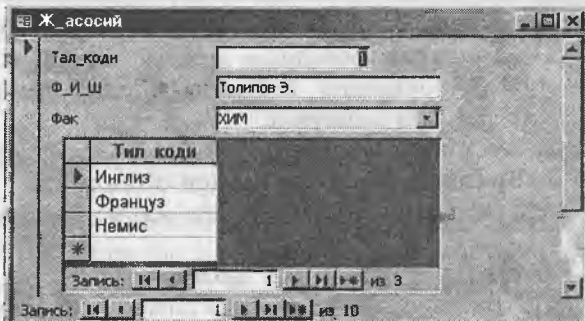 Ж_асосий
Тал_коди
Ф_И_Ш Толипов Э.
Фак ХИМ
Тил_коди
Инглиз
Француз
Немис
Запись: 1 из 3
Запись: 1 из 10